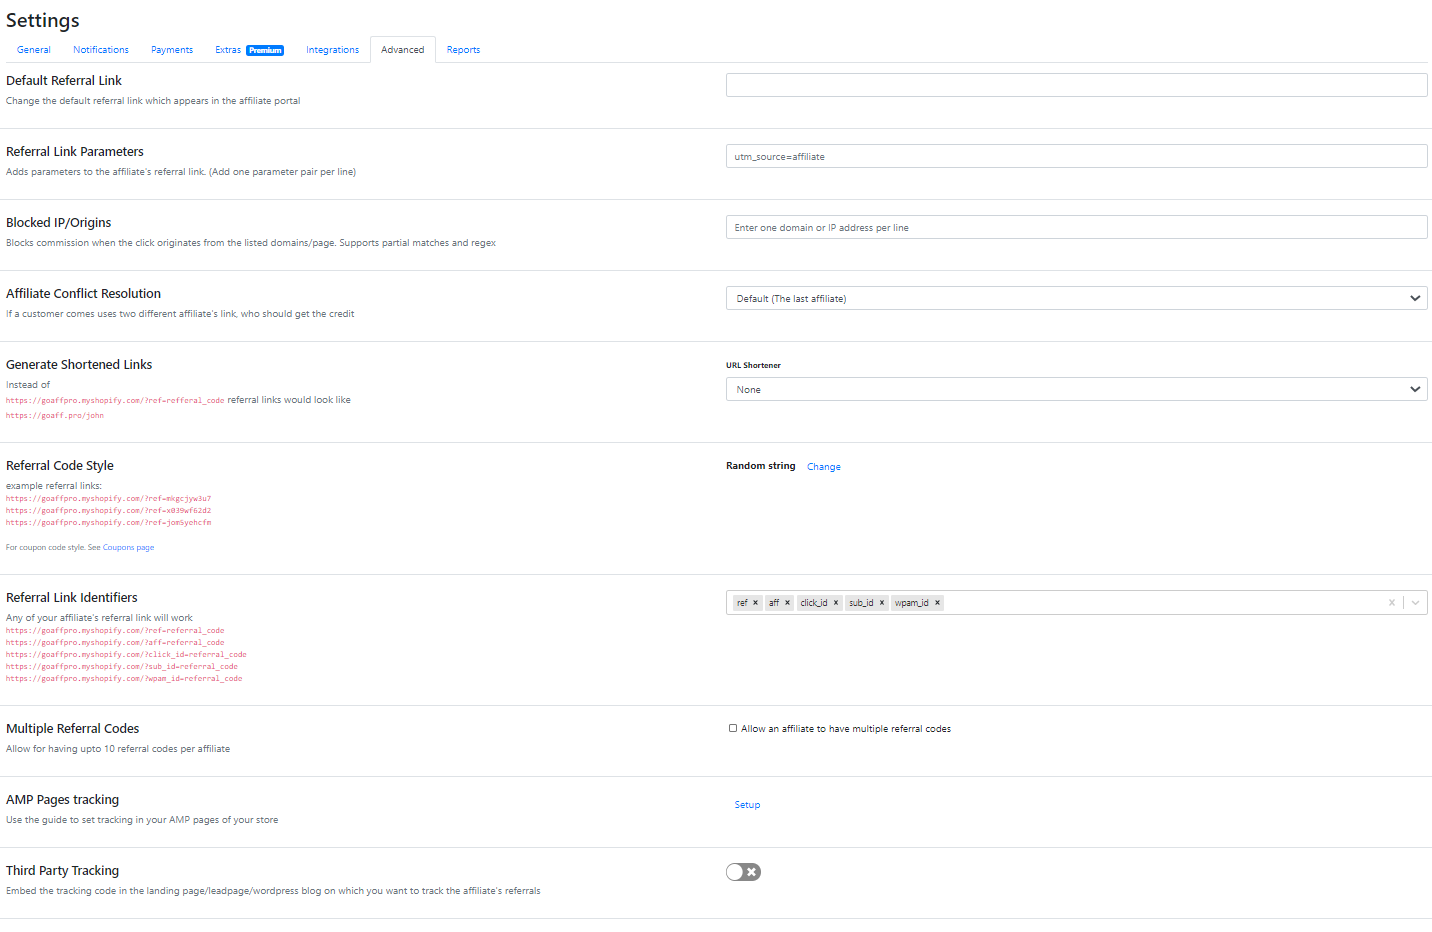 Settings
General Notifications Payments Extras Premium Integrations Advanced Reports
Default Referral Link
Change the default referral link which appears in the affiliate portal
Referral Link Parameters
Adds parameters to the affiliate's referral link. (Add one parameter pair per line)
utm_source=affiliate
Blocked IP/Origins
Blocks commission when the click originates from the listed domains/page. Supports partial matches and regex
Enter one domain or IP address per line
Affiliate Conflict Resolution
If a customer comes uses two different affiliate's link, who should get the credit
Default (The last affiliate)
Generate Shortened Links
Instead of
https://goaffpro.myshopify.com/?ref=refferal_code referral links would look like
https://goaff.pro/john
URL Shortener
None
Referral Code Style
example referral links:
https://goaffpro.myshopify.com/?ref=mkgcjyw3u7
https://goaffpro.myshopify.com/?ref=x039wf62d2
https://goaffpro.myshopify.com/?ref=jom5yehcfm
For coupon code style. See Coupons page
Random string Change
Referral Link Identifiers
Any of your affiliate's referral link will work
https://goaffpro.myshopify.com/?ref=referral_code
https://goaffpro.myshopify.com/?aff=referral_code
https://goaffpro.myshopify.com/?click_id=referral_code
https://goaffpro.myshopify.com/?sub_id=referral_code
https://goaffpro.myshopify.com/?wpam_id=referral_code
ref × aff × click_id × sub_id × wpam_id ×
Multiple Referral Codes
Allow for having upto 10 referral codes per affiliate
Allow an affiliate to have multiple referral codes
AMP Pages tracking
Use the guide to set tracking in your AMP pages of your store
Setup
Third Party Tracking
Embed the tracking code in the landing page/leadpage/wordpress blog on which you want to track the affiliate's referrals